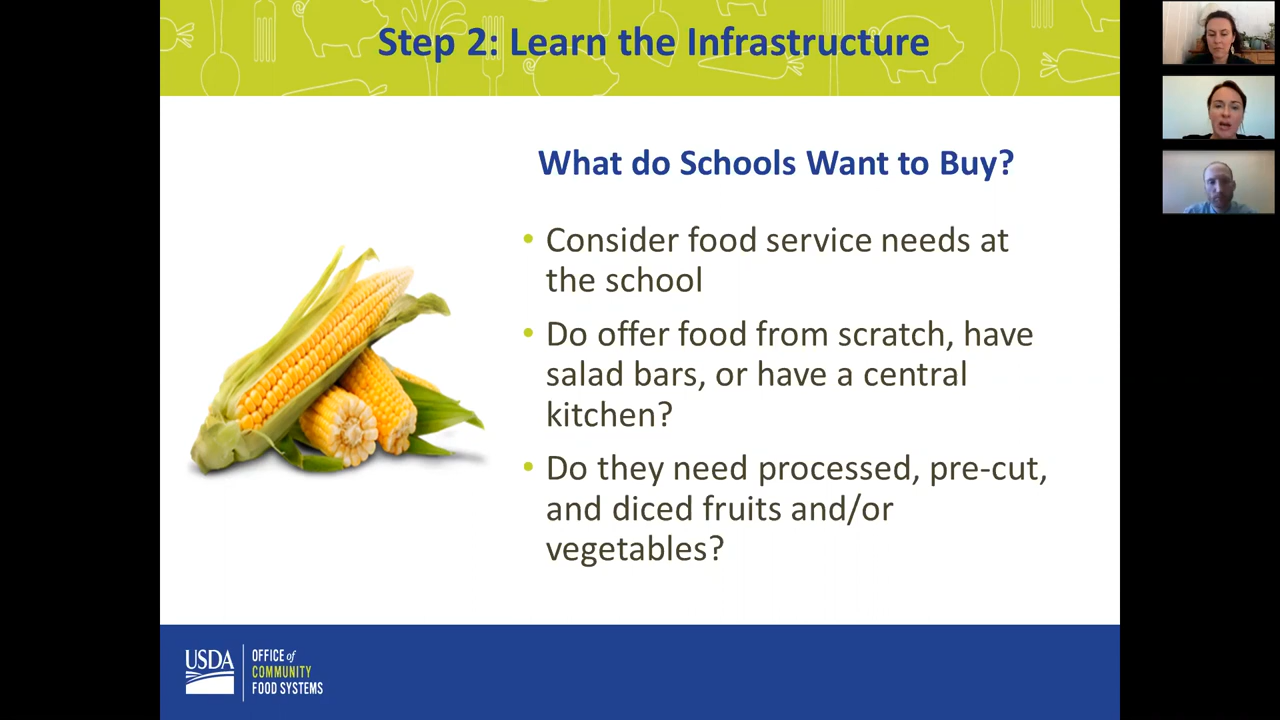 Step 2: Learn the Infrastructure
What do Schools Want to Buy?
• Consider food service needs at
the school
• Do offer food from scratch, have
salad bars, or have a central
kitchen?
• Do they need processed, pre-cut,
and diced fruits and/or
vegetables?
USDA
OFFICE of
COMMUNITY
FOOD SYSTEMS